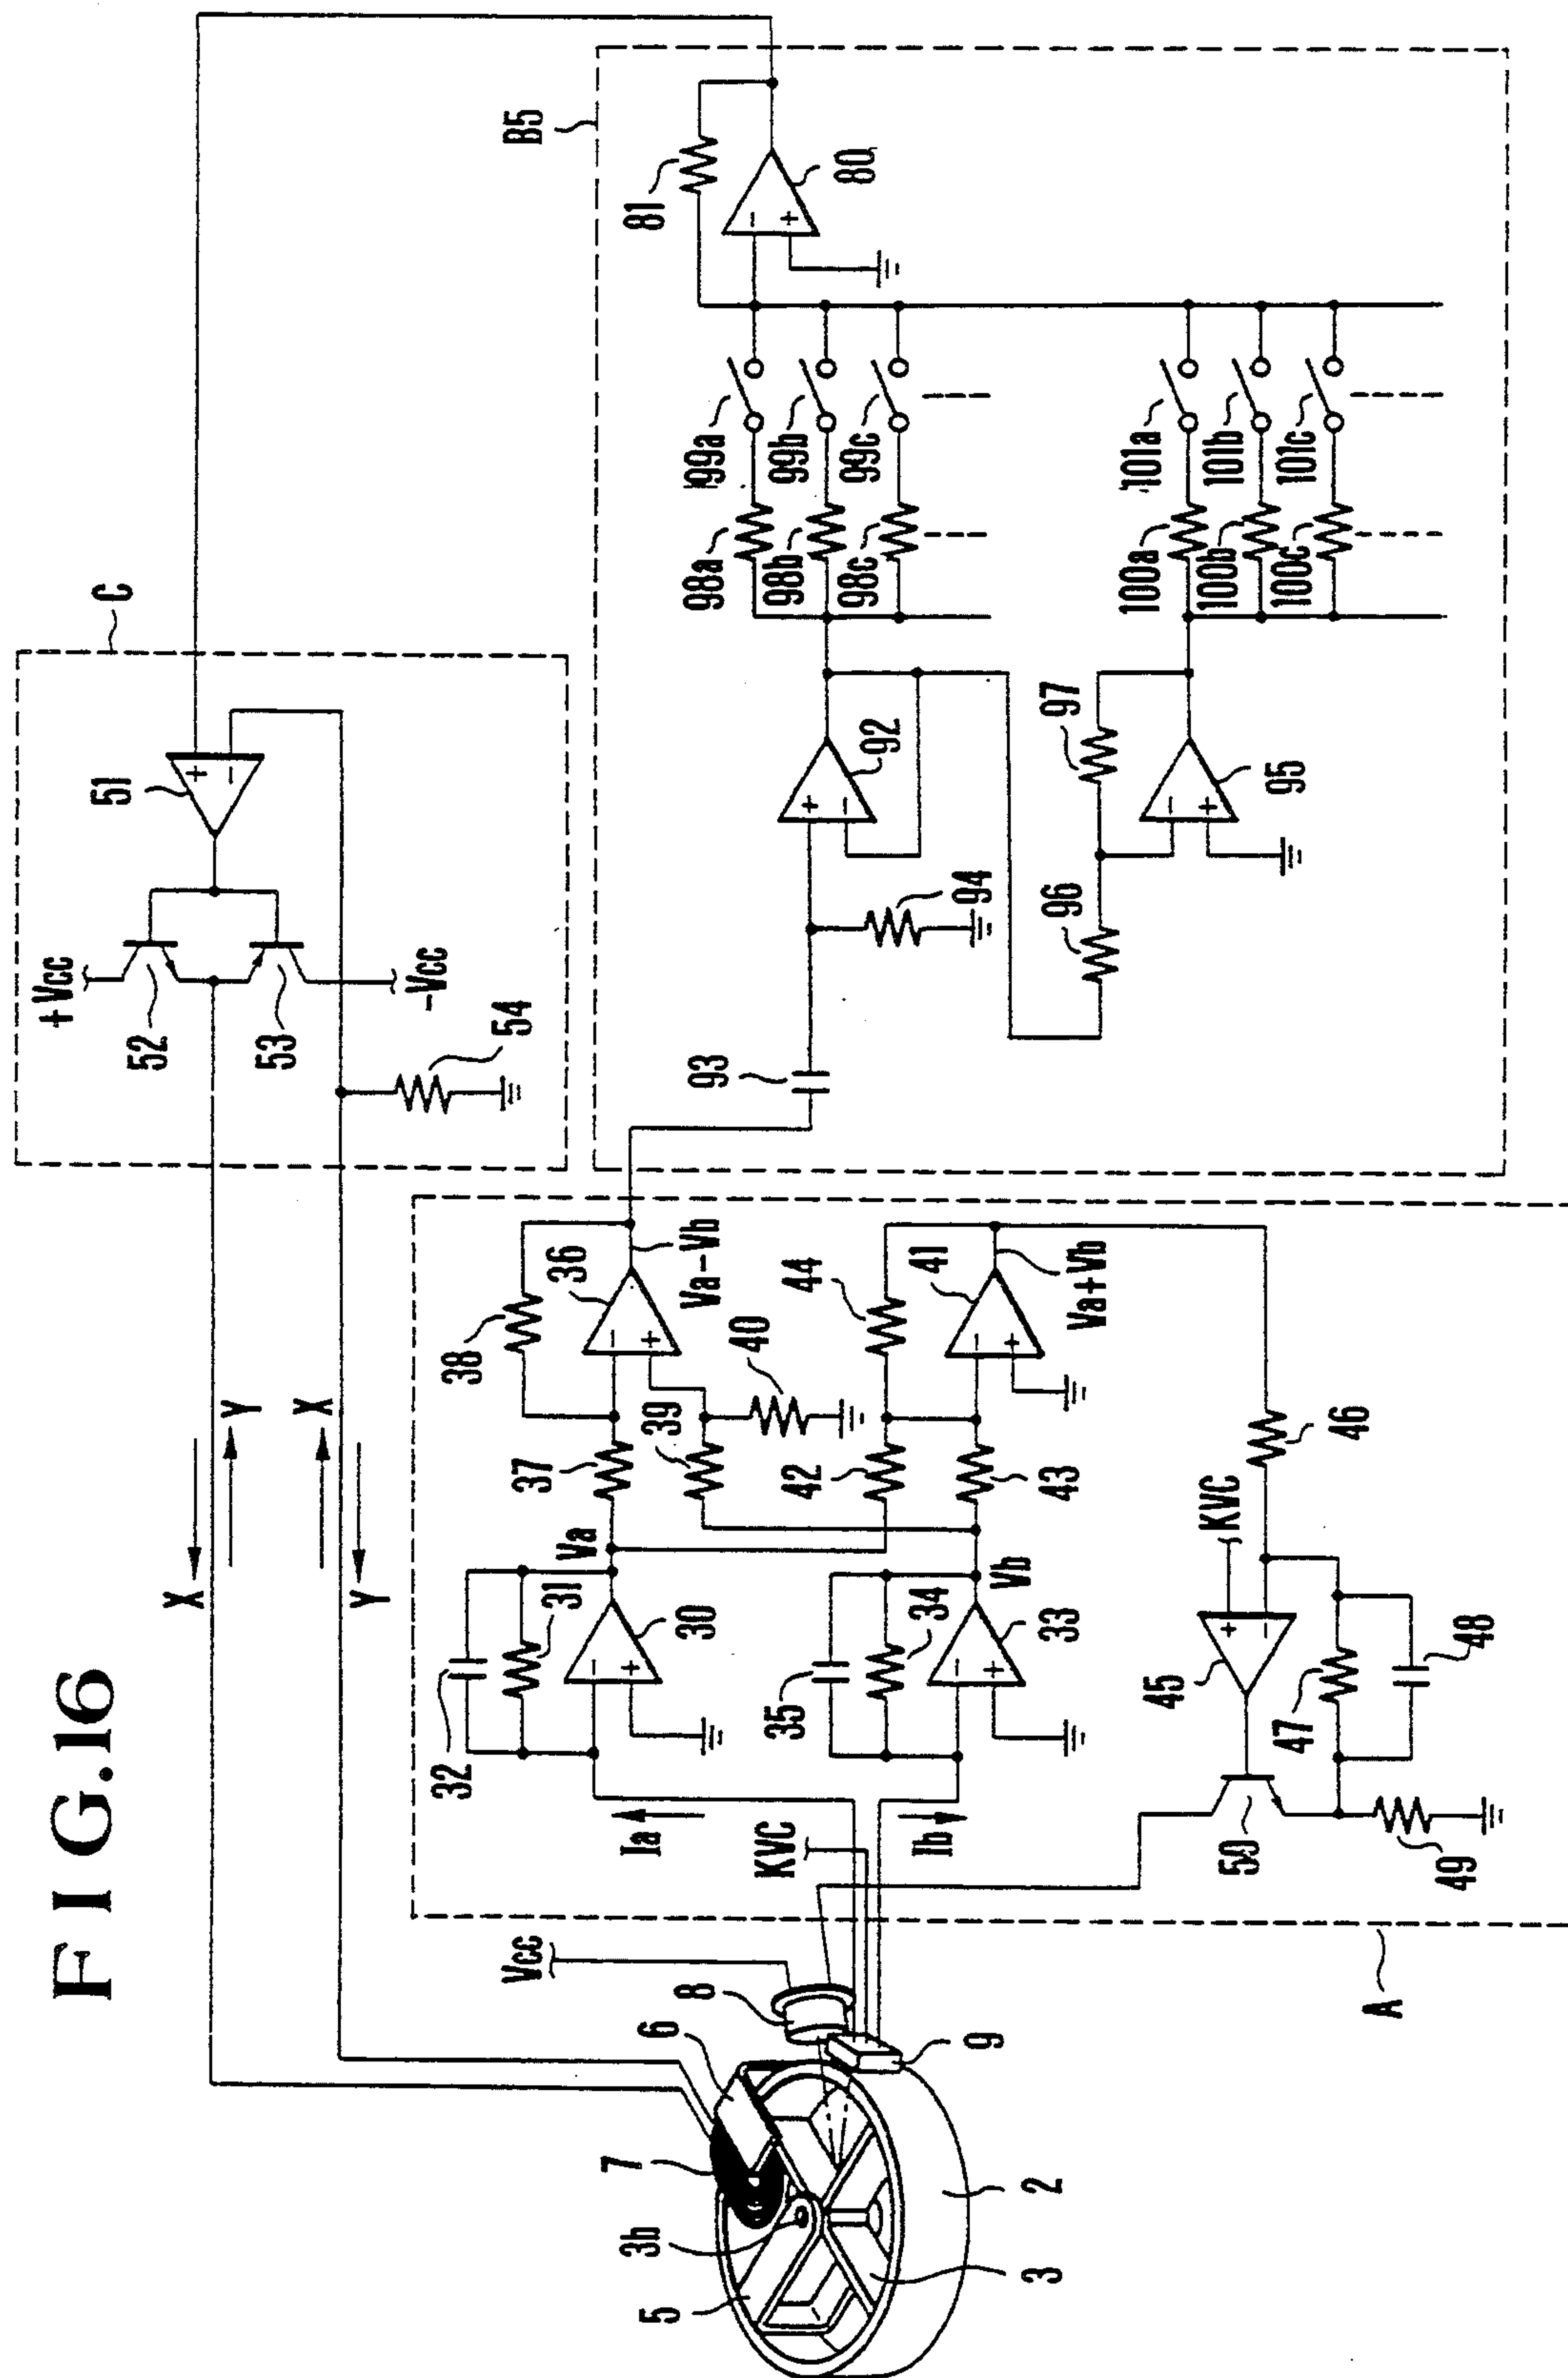 FIG.16
X
Y
X
Y
+Vcc
52
53
-Vcc
54
51
C
B5
81
80
99a
99b
99c
98a
98b
98c
101a
101b
101c
100a
100b
100c
92
93
94
95
96
97
+
-
-
+
-
+
+
-
32
31
30
Va
37
38
36
Va-Vb
39
40
35
34
33
Vb
42
43
44
41
Va+Vb
46
KVC
45
47
48
50
49
Ia
KVC
Ib
-
+
-
+
-
+
-
+
+
-
A
Vcc
8
6
9
7
3b
5
3
2